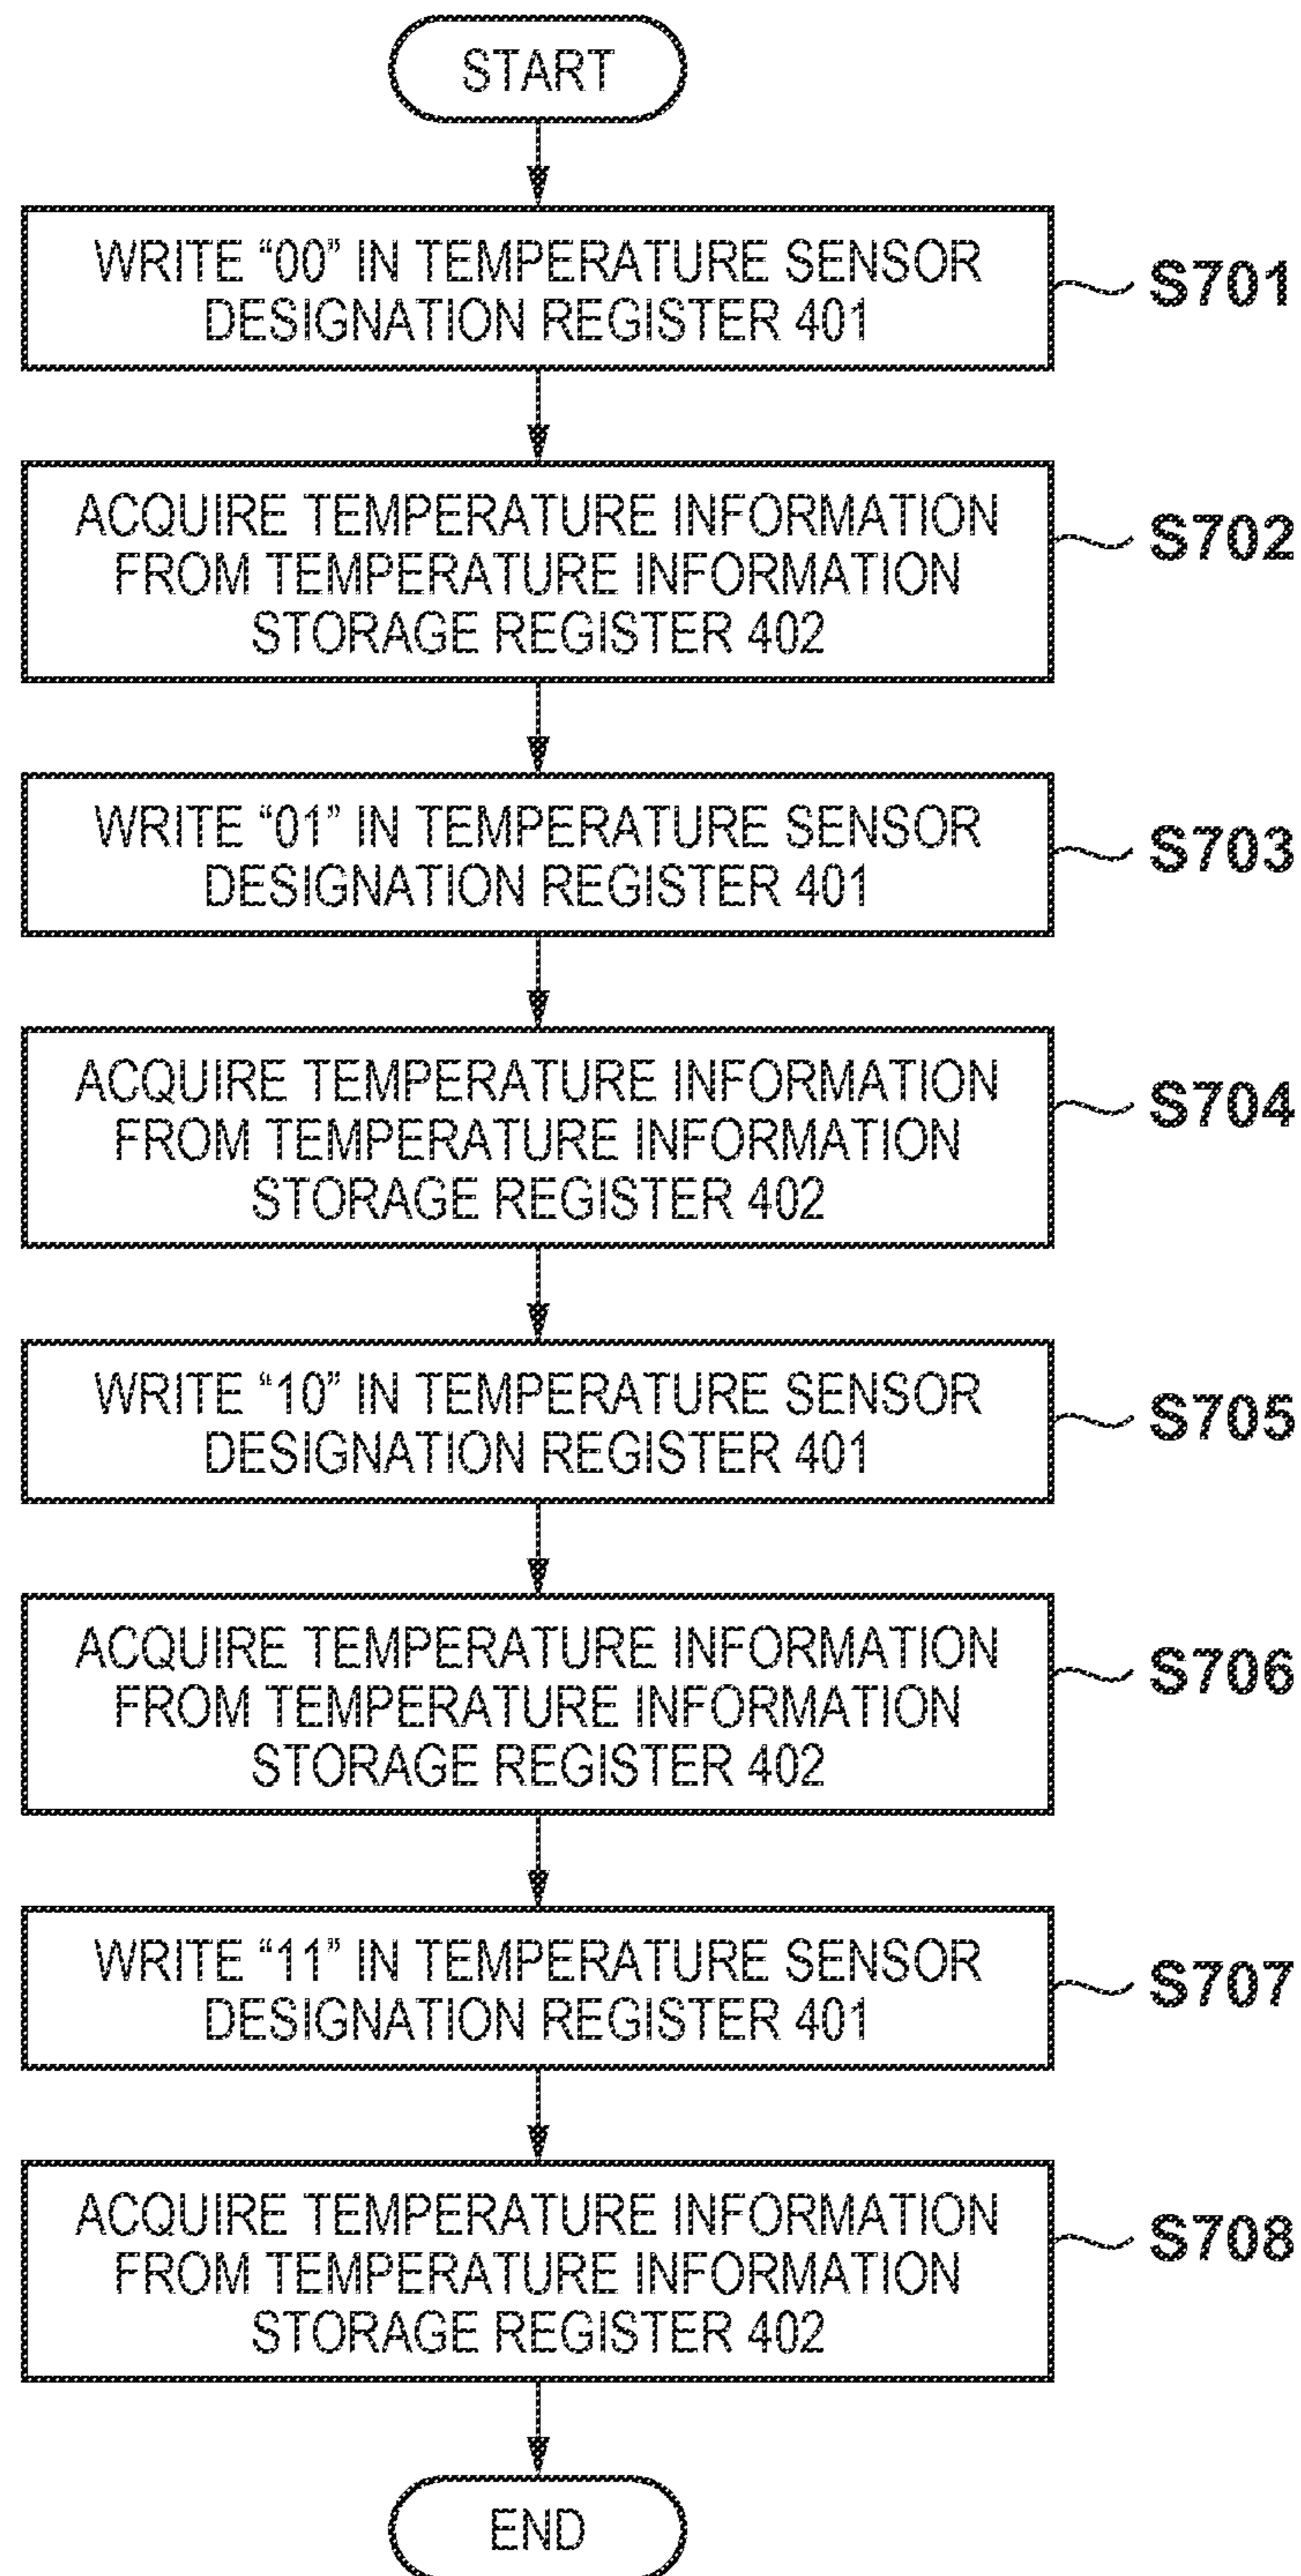 START
WRITE “00” IN TEMPERATURE SENSOR
DESIGNATION REGISTER 401
S701
ACQUIRE TEMPERATURE INFORMATION
FROM TEMPERATURE INFORMATION
STORAGE REGISTER 402
S702
WRITE “01” IN TEMPERATURE SENSOR
DESIGNATION REGISTER 401
S703
ACQUIRE TEMPERATURE INFORMATION
FROM TEMPERATURE INFORMATION
STORAGE REGISTER 402
S704
WRITE “10” IN TEMPERATURE SENSOR
DESIGNATION REGISTER 401
S705
ACQUIRE TEMPERATURE INFORMATION
FROM TEMPERATURE INFORMATION
STORAGE REGISTER 402
S706
WRITE “11” IN TEMPERATURE SENSOR
DESIGNATION REGISTER 401
S707
ACQUIRE TEMPERATURE INFORMATION
FROM TEMPERATURE INFORMATION
STORAGE REGISTER 402
S708
END